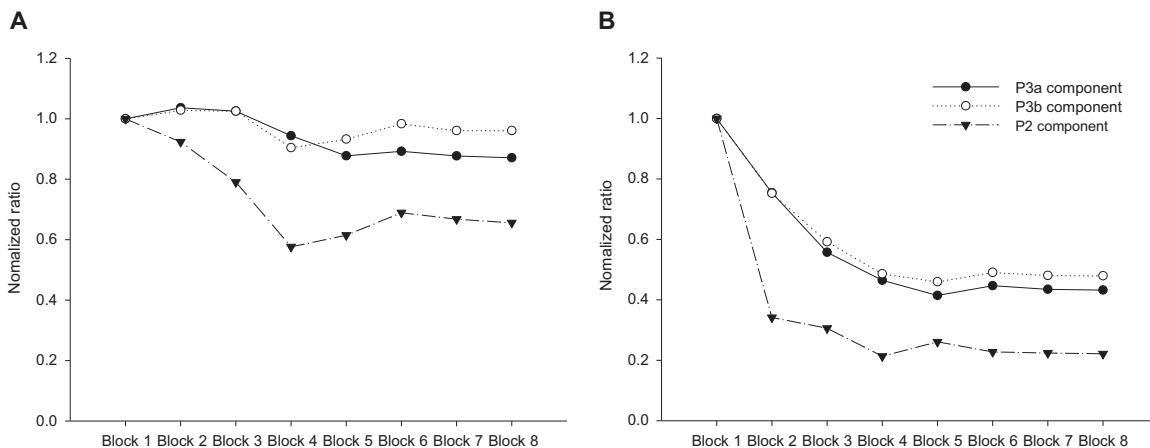 A
1.2
1.0
0.8
0.6
0.4
0.2
0.0
Nomalized ratio
Block 1 Block 2 Block 3 Block 4 Block 5 Block 6 Block 7 Block 8
B
1.2
1.0
0.8
0.6
0.4
0.2
0.0
Nomalized ratio
P3a component
P3b component
P2 component
Block 1 Block 2 Block 3 Block 4 Block 5 Block 6 Block 7 Block 8